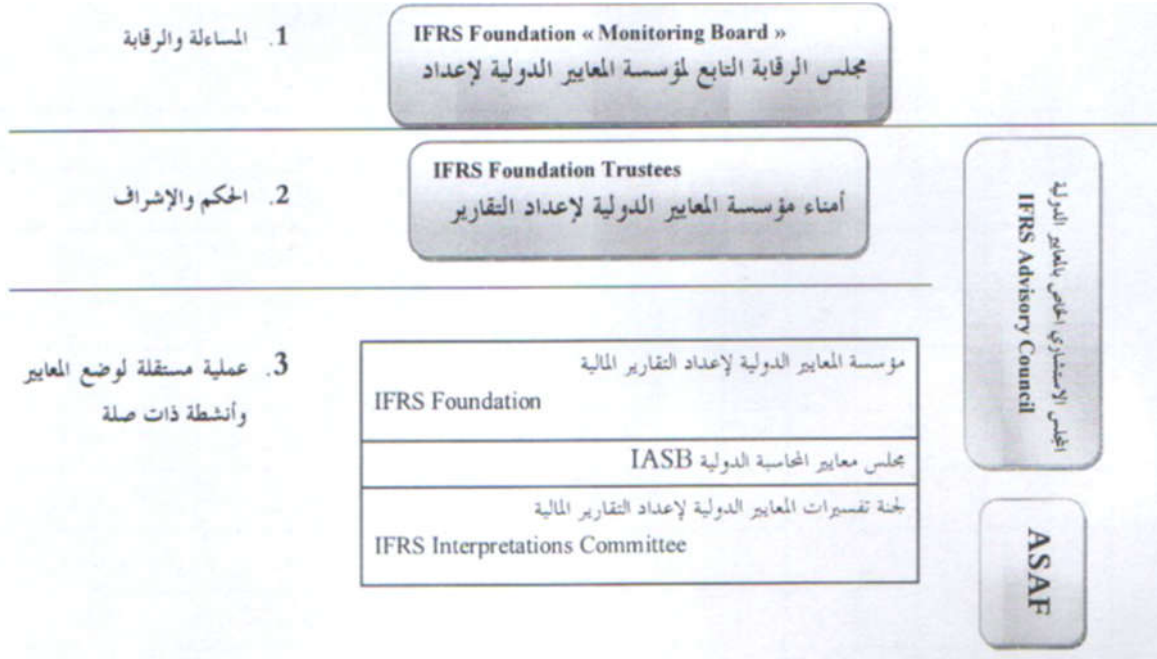 1. المساءلة والرقابة
IFRS Foundation « Monitoring Board »
مجلس الرقابة التابع لمؤسسة المعايير الدولية لإعداد
2. الحكم والإشراف
IFRS Foundation Trustees
أمناء مؤسسة المعايير الدولية لإعداد التقارير
المجلس الاستشاري الخاص بالمعايير الدولية
IFRS Advisory Council
3. عملية مستقلة لوضع المعايير
وأنشطة ذات صلة
مؤسسة المعايير الدولية لإعداد التقارير المالية
IFRS Foundation
مجلس معايير المحاسبة الدولية IASB
لجنة تفسيرات المعايير الدولية لإعداد التقارير المالية
IFRS Interpretations Committee
ASAF